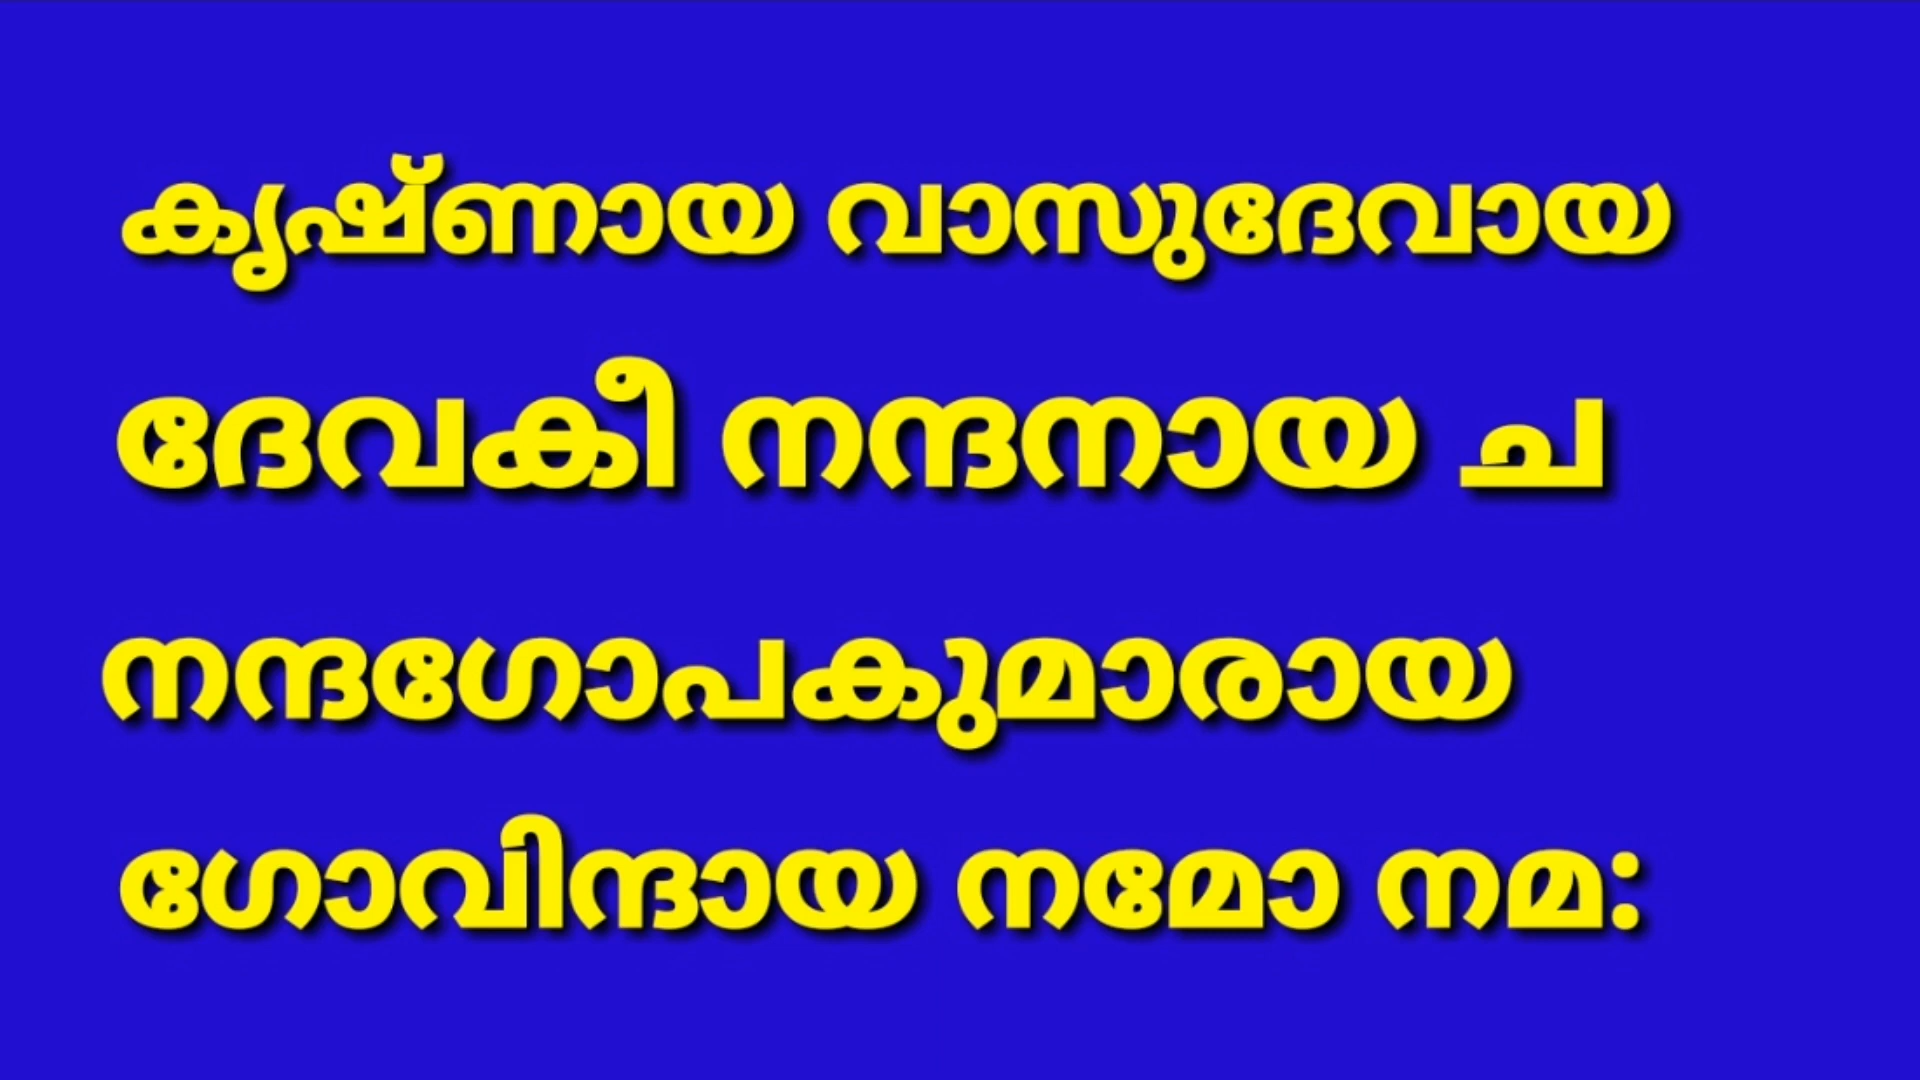 കൃഷ്ണായ വാസുദേവായ
ദേവകീ നന്ദനായ ച
നന്ദഗോപകുമാരായ
ഗോവിന്ദായ നമോ നമ: